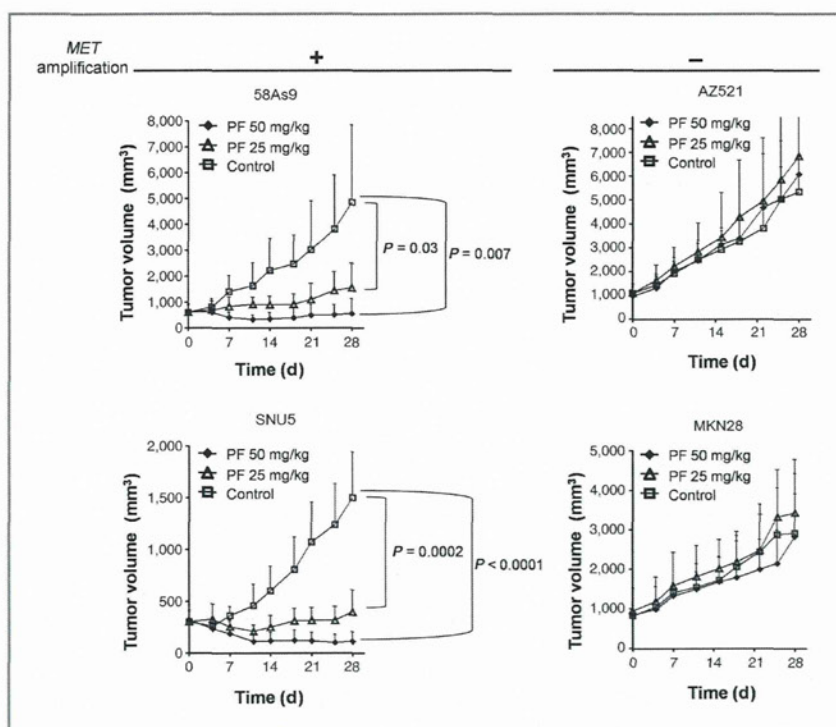 MET
amplification
+
−
58As9
8,000
7,000
6,000
5,000
4,000
3,000
2,000
1,000
0
Tumor volume (mm³)
PF 50 mg/kg
PF 25 mg/kg
Control
P = 0.03
P = 0.007
0 7 14 21 28
Time (d)
AZ521
8,000
7,000
6,000
5,000
4,000
3,000
2,000
1,000
0
Tumor volume (mm³)
PF 50 mg/kg
PF 25 mg/kg
Control
0 7 14 21 28
Time (d)
SNU5
2,000
1,500
1,000
500
0
Tumor volume (mm³)
PF 50 mg/kg
PF 25 mg/kg
Control
P = 0.0002
P < 0.0001
0 7 14 21 28
Time (d)
MKN28
5,000
4,000
3,000
2,000
1,000
0
Tumor volume (mm³)
PF 50 mg/kg
PF 25 mg/kg
Control
0 7 14 21 28
Time (d)